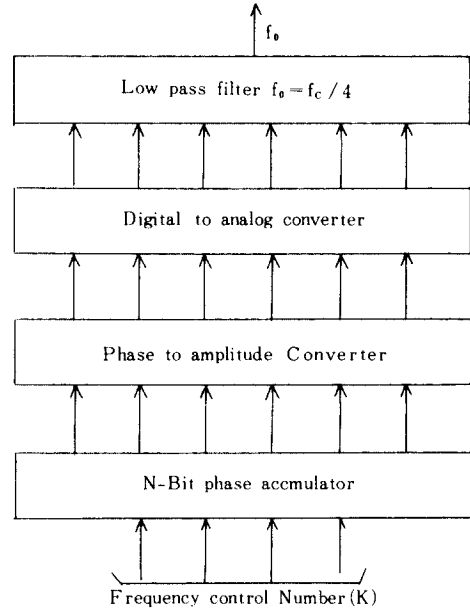 f₀
Low pass filter f₀=f_c/4
Digital to analog converter
Phase to amplitude Converter
N-Bit phase accmulator
Frequency control Number(K)